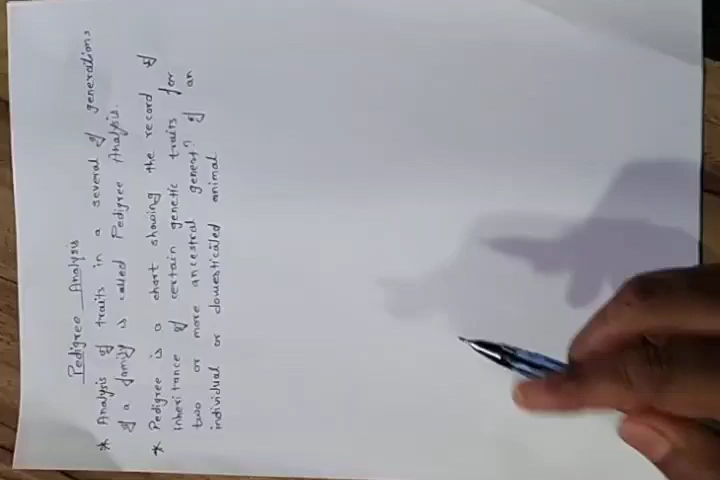 Pedigree Analysis
* Analysis of traits in a several of generations
of a family is called Pedigree Analysis.
* Pedigree is a chart showing the record of
Inheritance of certain genetic traits for
two or more ancestral generatⁿ of an
individual or domesticated animal